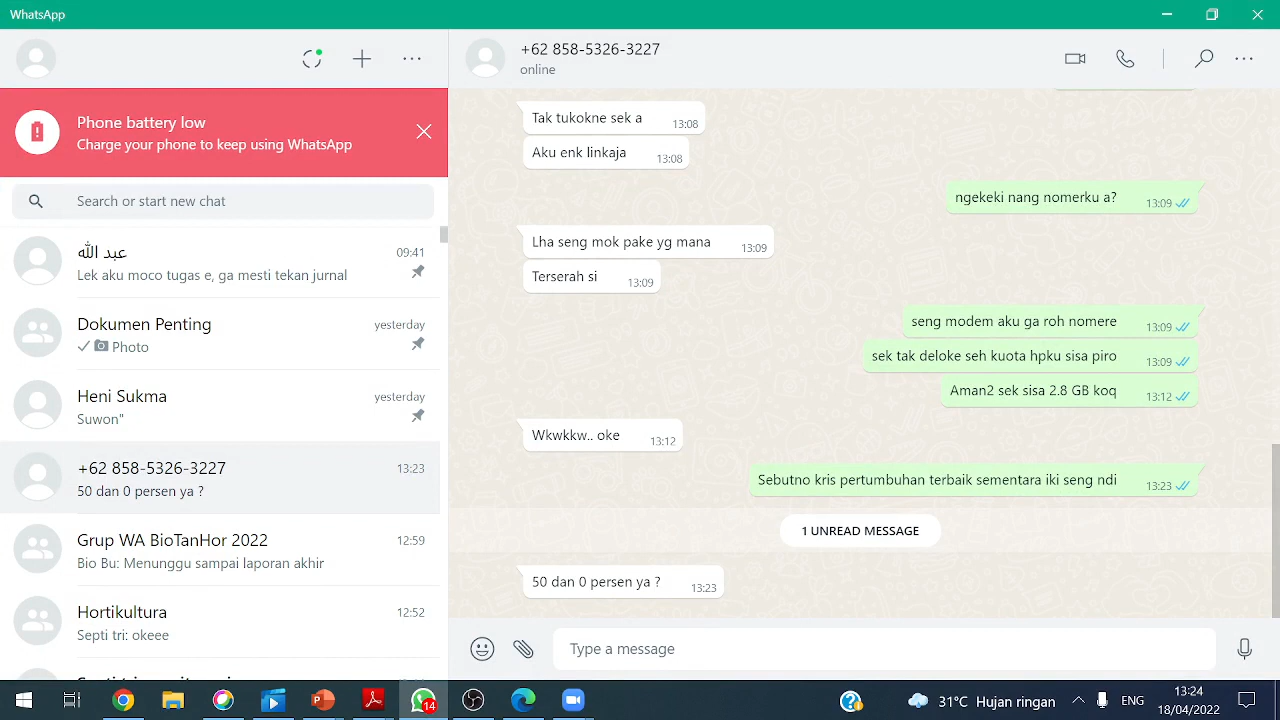 WhatsApp
Phone battery low
Charge your phone to keep using WhatsApp
Search or start new chat
عبد الله
09:41
Lek aku moco tugas e, ga mesti tekan jurnal
Dokumen Penting
yesterday
Photo
Heni Sukma
yesterday
Suwon"
+62 858-5326-3227
13:23
50 dan 0 persen ya ?
Grup WA BioTanHor 2022
12:59
Bio Bu: Menunggu sampai laporan akhir
Hortikultura
12:52
Septi tri: okeee
+62 858-5326-3227
online
Tak tukokne sek a
13:08
Aku enk linkaja
13:08
ngekeki nang nomerku a?
13:09
Lha seng mok pake yg mana
13:09
Terserah si
13:09
seng modem aku ga roh nomere
13:09
sek tak deloke seh kuota hpku sisa piro
13:09
Aman2 sek sisa 2.8 GB koq
13:12
Wkwkkw.. oke
13:12
Sebutno kris pertumbuhan terbaik sementara iki seng ndi
13:23
1 UNREAD MESSAGE
50 dan 0 persen ya ?
13:23
Type a message
14
31°C Hujan ringan
ENG
13:24
18/04/2022